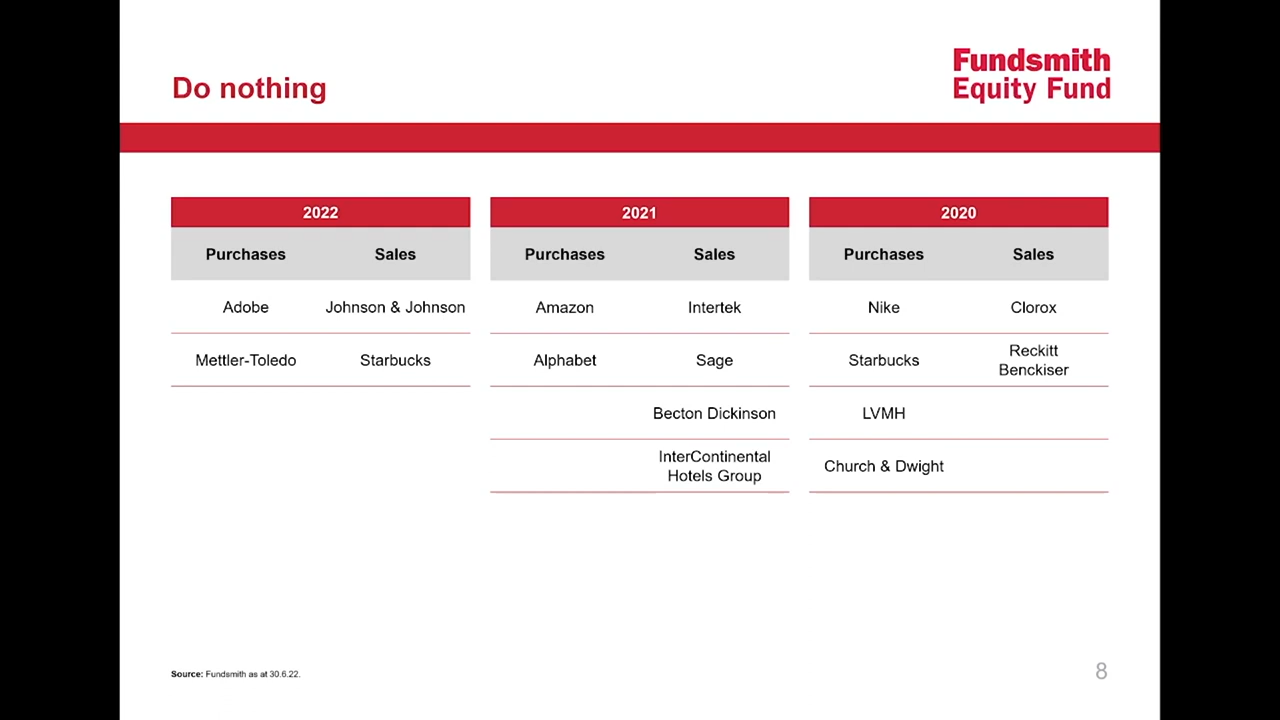 Do nothing
Fundsmith
Equity Fund
2022
Purchases Sales
Adobe Johnson & Johnson
Mettler-Toledo Starbucks
2021
Purchases Sales
Amazon Intertek
Alphabet Sage
Becton Dickinson
InterContinental
Hotels Group
2020
Purchases Sales
Nike Clorox
Starbucks Reckitt
Benckiser
LVMH
Church & Dwight
Source: Fundsmith as at 30.6.22.
8